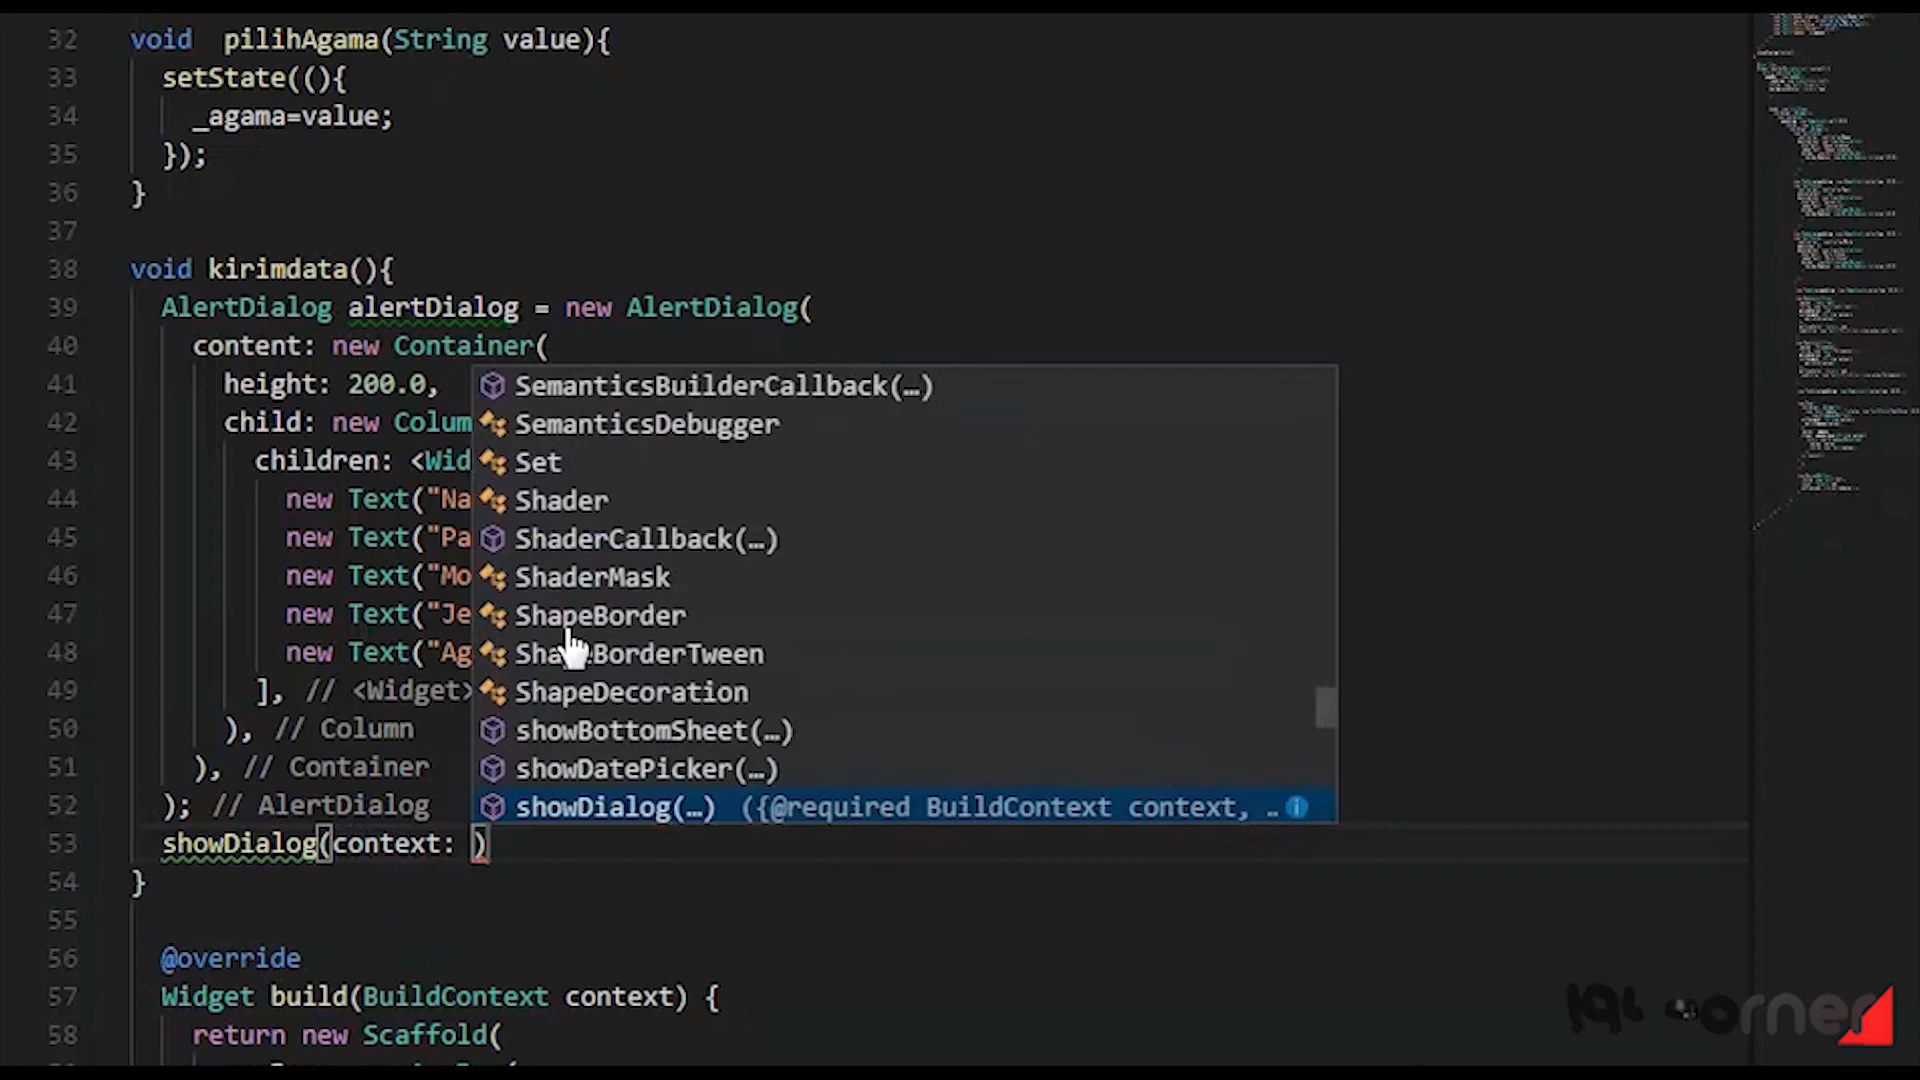 32 void  pilihAgama(String value){
33 setState((){
34 _agama=value;
35 });
36 }
37
38 void kirimdata(){
39 AlertDialog alertDialog = new AlertDialog(
40 content: new Container(
41 height: 200.0,
42 child: new Colum
43 children: <Wid
44 new Text("Na
45 new Text("Pa
46 new Text("Mo
47 new Text("Je
48 new Text("Ag
49 ], // <Widget>
50 ), // Column
51 ), // Container
52 ); // AlertDialog
53 showDialog(context: )
54 }
55
56 @override
57 Widget build(BuildContext context) {
58 return new Scaffold(
SemanticsBuilderCallback(…)
SemanticsDebugger
Set
Shader
ShaderCallback(…)
ShaderMask
ShapeBorder
ShapeBorderTween
ShapeDecoration
showBottomSheet(…)
showDatePicker(…)
showDialog(…) ({@required BuildContext context, …